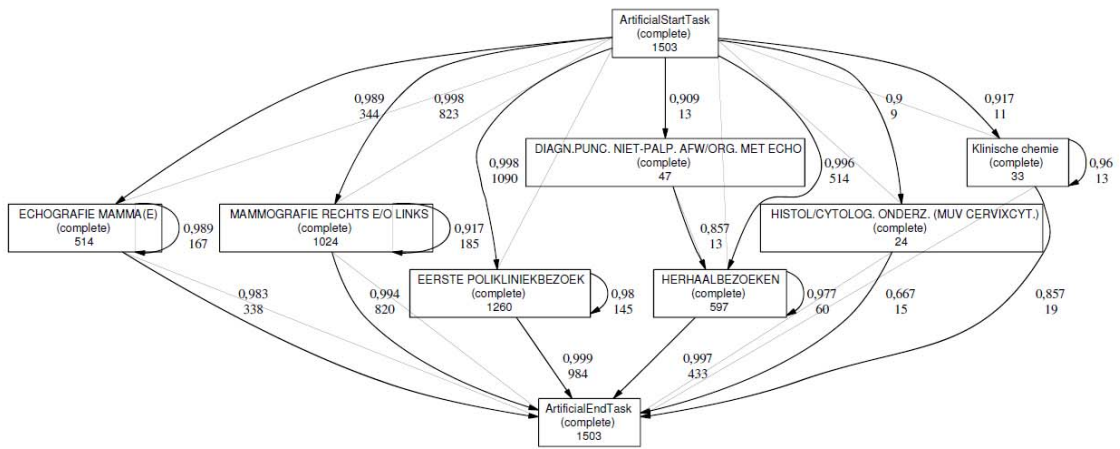 ArtificialStartTask
(complete)
1503
0,989
344
0,998
823
0,909
13
0,9
9
0,917
11
DIAGN.PUNC. NIET-PALP. AFW/ORG. MET ECHO
(complete)
47
Klinische chemie
(complete)
33
0,96
13
0,998
1090
0,996
514
ECHOGRAFIE MAMMA(E)
(complete)
514
0,989
167
MAMMOGRAFIE RECHTS E/O LINKS
(complete)
1024
0,917
185
0,857
13
HISTOL/CYTOLOG. ONDERZ. (MUV CERVIXCYT.)
(complete)
24
EERSTE POLIKLINIEKBEZOEK
(complete)
1260
0,98
145
HERHAALBEZOEKEN
(complete)
597
0,977
60
0,983
338
0,994
820
0,667
15
0,857
19
0,999
984
0,997
433
ArtificialEndTask
(complete)
1503